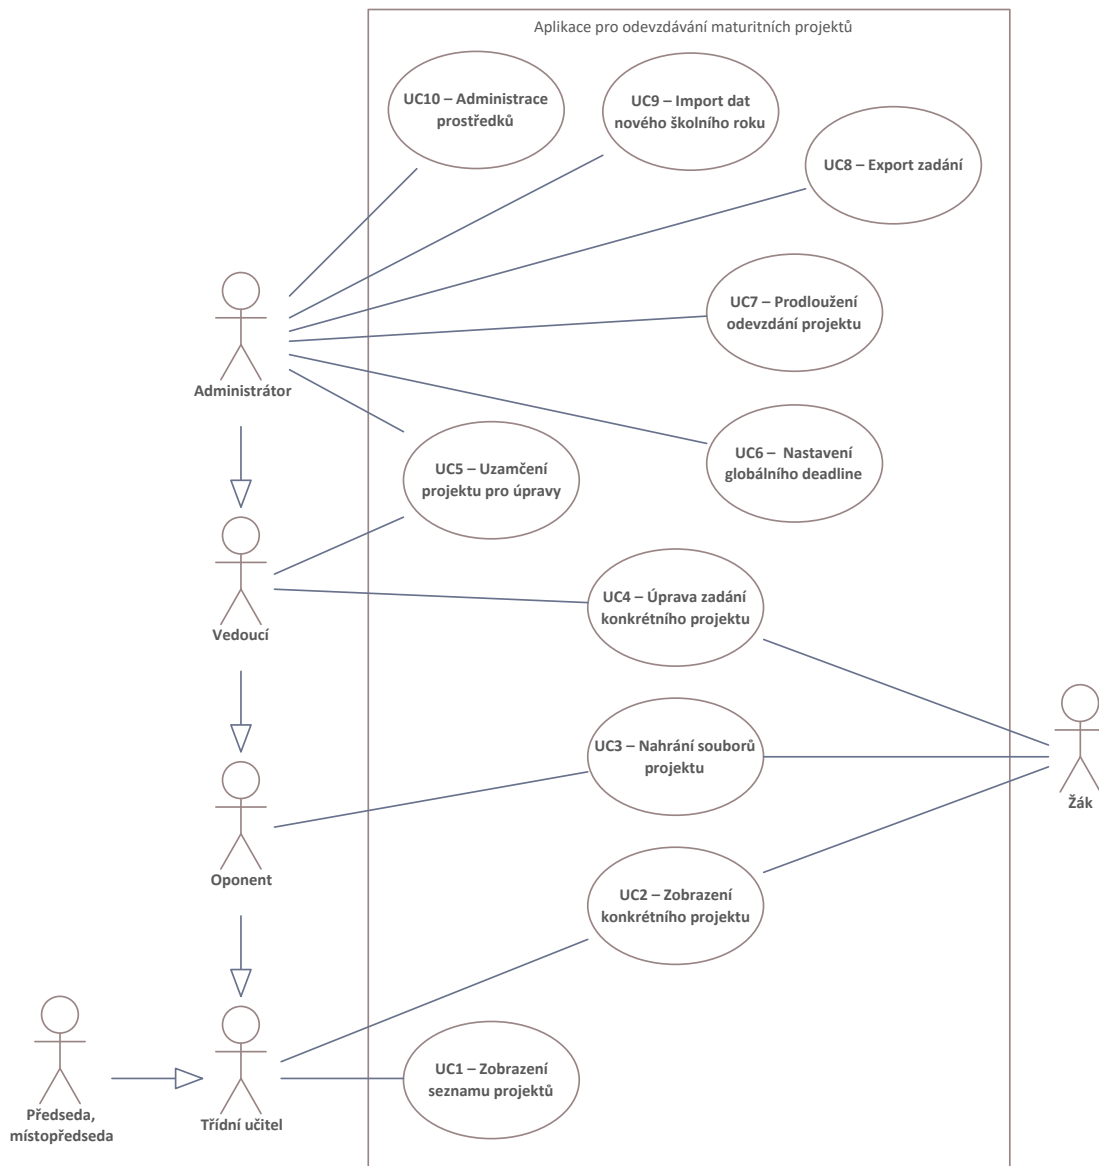 Aplikace pro odevzdávání maturitních projektů
UC10 – Administrace
prostředků
UC9 – Import dat
nového školního roku
UC8 – Export zadání
UC7 – Prodloužení
odevzdání projektu
Administrátor
UC6 –  Nastavení
globálního deadline
UC5 – Uzamčení
projektu pro úpravy
UC4 – Úprava zadání
konkrétního projektu
Vedoucí
UC3 – Nahrání souborů
projektu
Žák
Oponent
UC2 – Zobrazení
konkrétního projektu
UC1 – Zobrazení
seznamu projektů
Předseda,
místopředseda
Třídní učitel